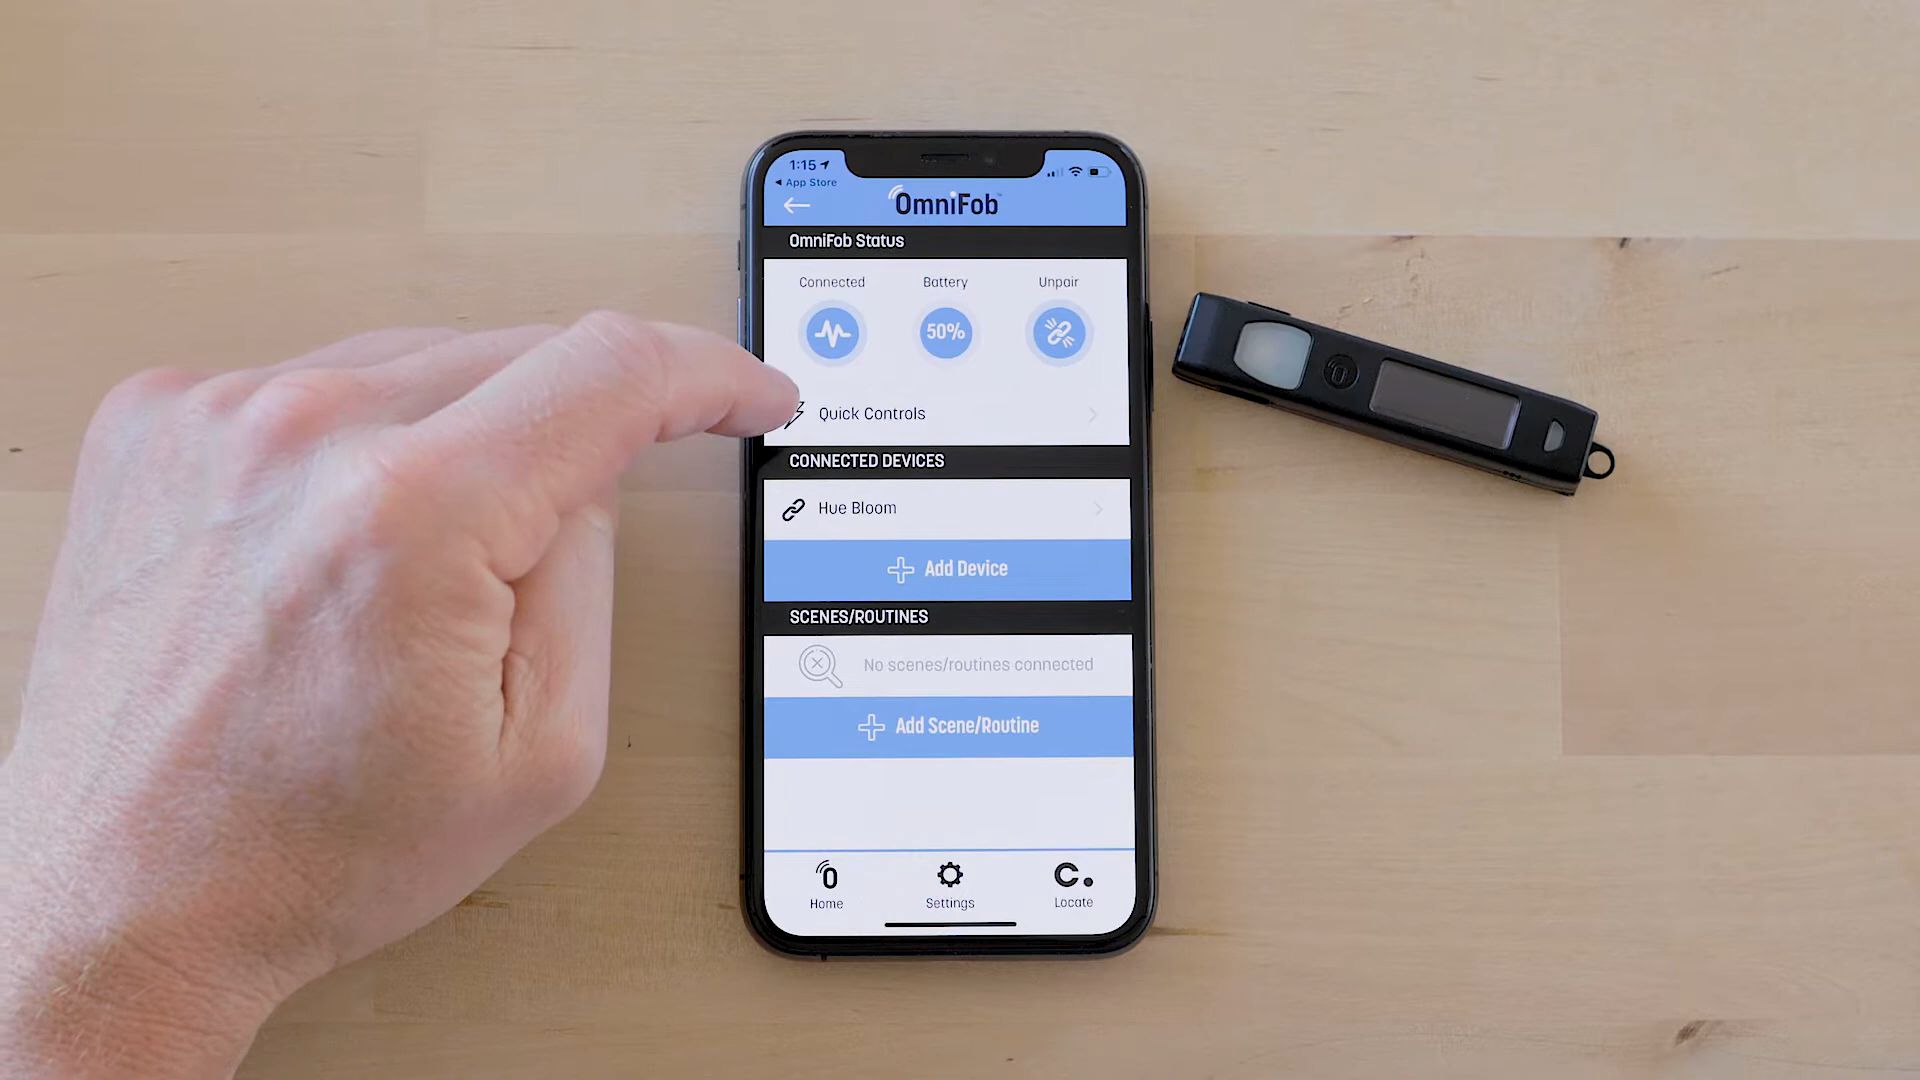 1:15
App Store
OmniFob™
OmniFob Status
Connected
Battery
Unpair
50%
Quick Controls
CONNECTED DEVICES
Hue Bloom
Add Device
SCENES/ROUTINES
No scenes/routines connected
Add Scene/Routine
Home
Settings
Locate